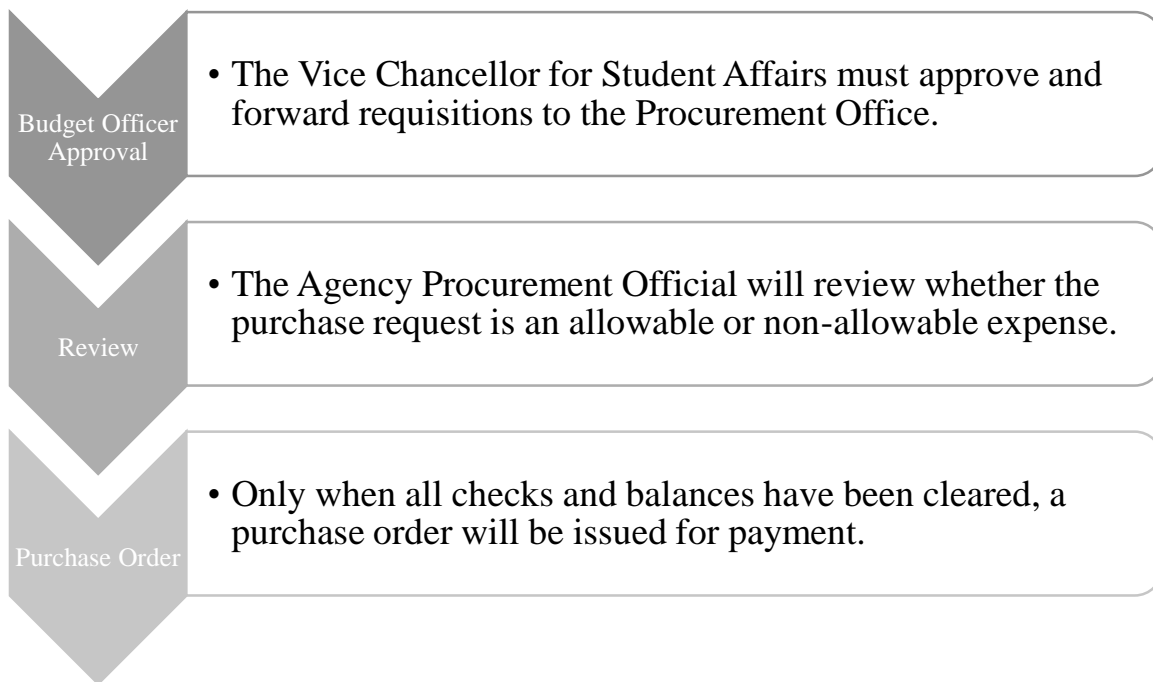 Budget Officer
Approval
• The Vice Chancellor for Student Affairs must approve and
forward requisitions to the Procurement Office.
Review
• The Agency Procurement Official will review whether the
purchase request is an allowable or non-allowable expense.
Purchase Order
• Only when all checks and balances have been cleared, a
purchase order will be issued for payment.